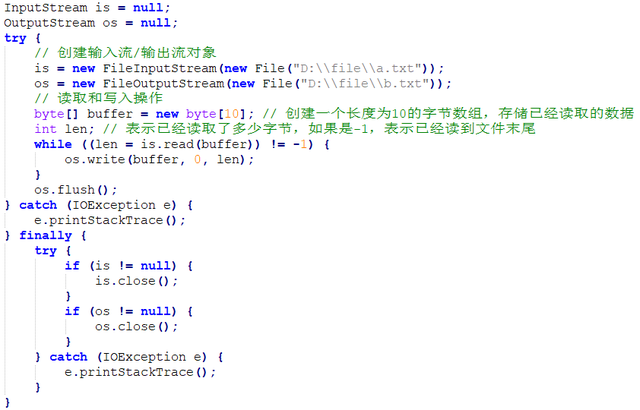 InputStream is = null;
OutputStream os = null;
try {
    // 创建输入流/输出流对象
    is = new FileInputStream(new File("D:\\file\\a.txt"));
    os = new FileOutputStream(new File("D:\\file\\b.txt"));
    // 读取和写入操作
    byte[] buffer = new byte[10]; // 创建一个长度为10的字节数组，存储已经读取的数据
    int len; // 表示已经读取了多少字节，如果是-1，表示已经读到文件末尾
    while ((len = is.read(buffer)) != -1) {
        os.write(buffer, 0, len);
    }
    os.flush();
} catch (IOException e) {
    e.printStackTrace();
} finally {
    try {
        if (is != null) {
            is.close();
        }
        if (os != null) {
            os.close();
        }
    } catch (IOException e) {
        e.printStackTrace();
    }
}